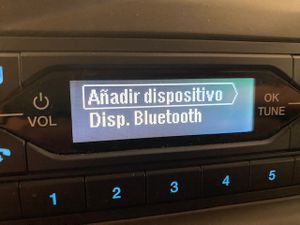 Añadir dispositivo
Disp. Bluetooth
VOL
OK
TUNE
1 2 3 4 5